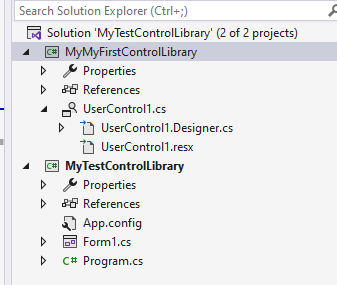 Search Solution Explorer (Ctrl+;)
Solution 'MyTestControlLibrary' (2 of 2 projects)
C# MyMyFirstControlLibrary
Properties
References
UserControl1.cs
UserControl1.Designer.cs
UserControl1.resx
C# MyTestControlLibrary
Properties
References
App.config
Form1.cs
C# Program.cs